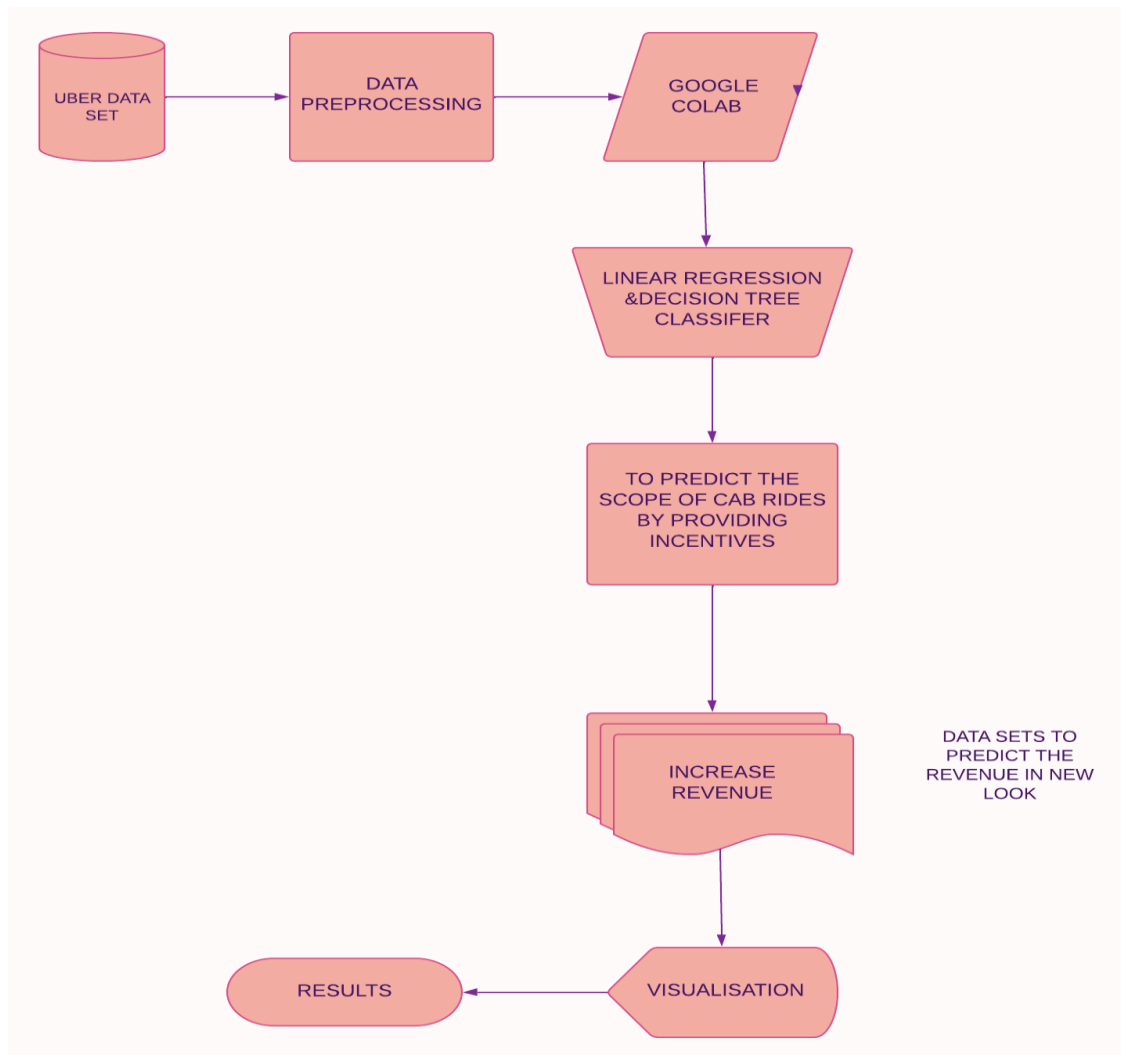 UBER DATA
SET
DATA
PREPROCESSING
GOOGLE
COLAB
LINEAR REGRESSION
&DECISION TREE
CLASSIFER
TO PREDICT THE
SCOPE OF CAB RIDES
BY PROVIDING
INCENTIVES
INCREASE
REVENUE
DATA SETS TO
PREDICT THE
REVENUE IN NEW
LOOK
VISUALISATION
RESULTS